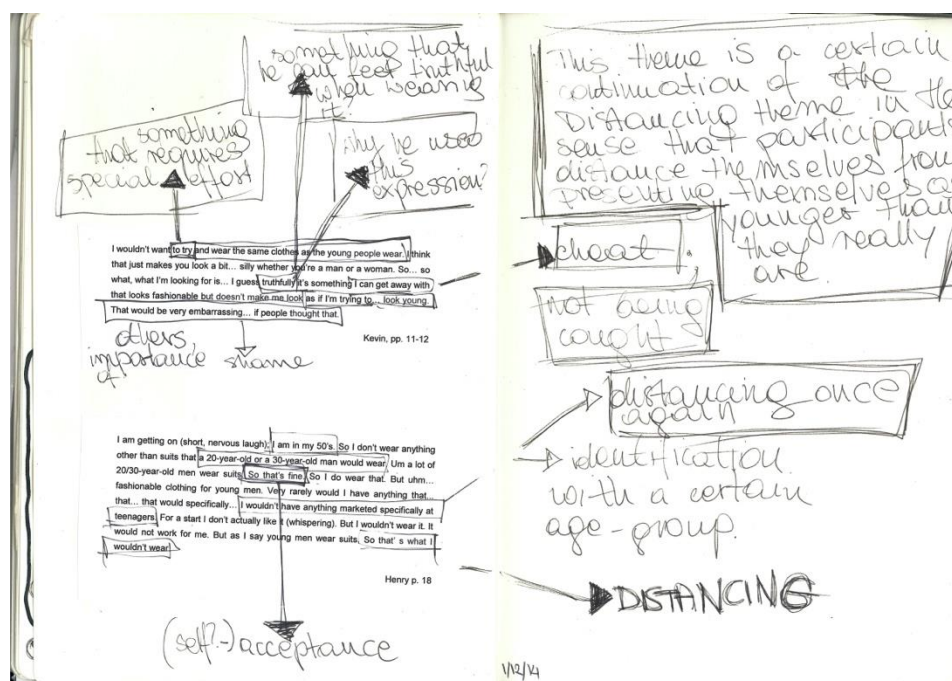 something that
he can feel truthful
when wearing
it.
something
that requires
special effort
why he used
this
expression?
I wouldn't want to try and wear the same clothes as the young people wear. I think
that just makes you look a bit... silly whether you're a man or a woman. So... so
what, what I'm looking for is... I guess truthfully it's something I can get away with
that looks fashionable but doesn't make me look as if I'm trying to... look young.
That would be very embarrassing... if people thought that.
Kevin, pp. 11-12
others,
importance
of
shame
I am getting on (short, nervous laugh); I am in my 50's. So I don't wear anything
other than suits that a 20-year-old or a 30-year-old man would wear. Um a lot of
20/30-year-old men wear suits. So that's fine. So I do wear that. But uhm...
fashionable clothing for young men. Very rarely would I have anything that...
that... that would specifically... I wouldn't have anything marketed specifically at
teenagers. For a start I don't actually like it (whispering). But I wouldn't wear it. It
would not work for me. But as I say young men wear suits. So that' s what I
wouldn't wear.
Henry p. 18
(self?-)acceptance
This theme is a certain
continuation of the
Distancing theme in the
sense that participants
distance themselves from
presenting themselves as
younger than
they really
are.
cheat
not being
caught
distancing once
again
identification
with a certain
age-group.
DISTANCING
1/12/14